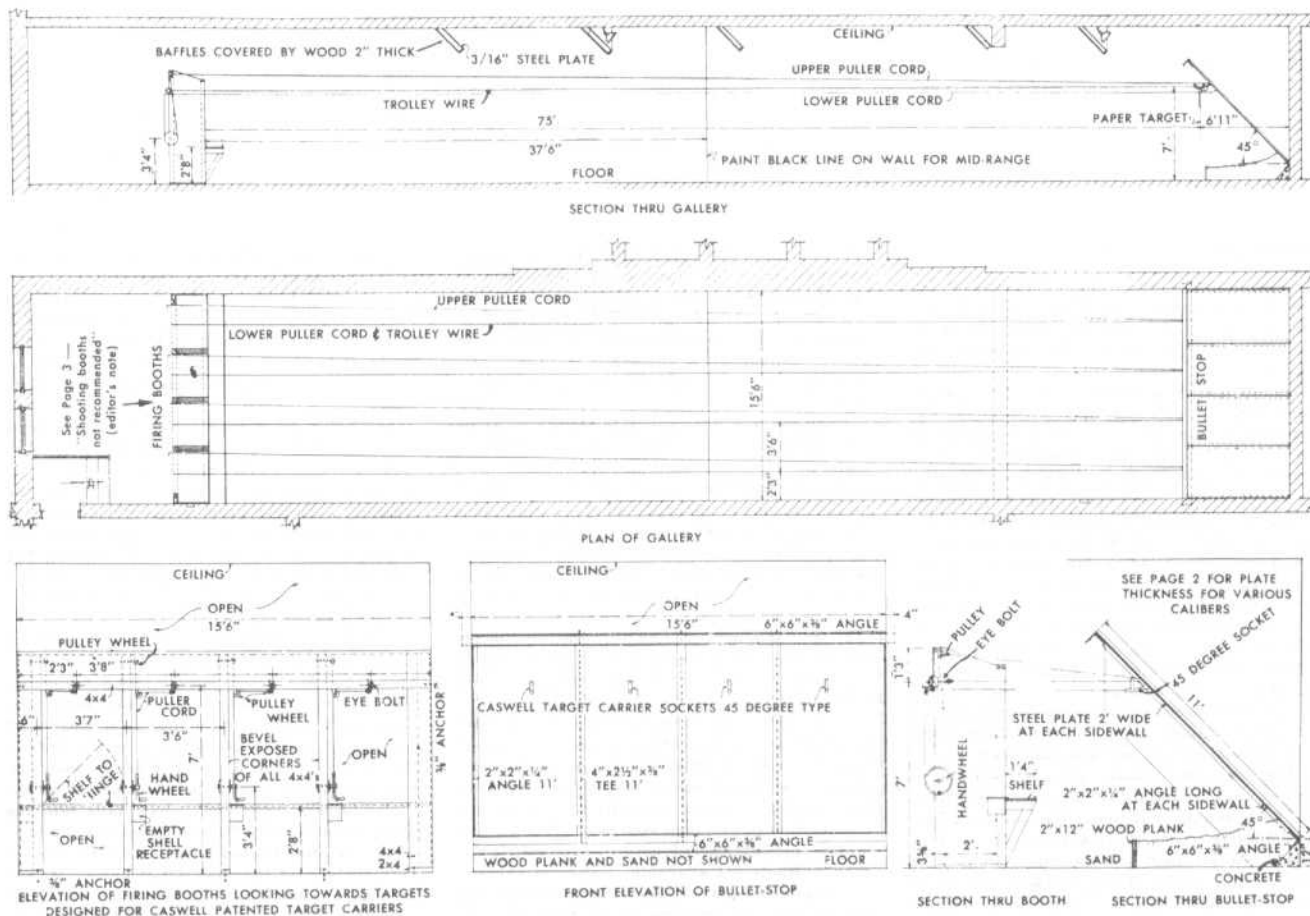 CEILING
BAFFLES COVERED BY WOOD 2" THICK
3/16" STEEL PLATE
UPPER PULLER CORD
TROLLEY WIRE
LOWER PULLER CORD
75'
PAPER TARGET
6'11"
37'6"
3'4"
2'8"
7'
45°
PAINT BLACK LINE ON WALL FOR MID-RANGE
FLOOR
SECTION THRU GALLERY
UPPER PULLER CORD
LOWER PULLER CORD ¢ TROLLEY WIRE
See Page 3 —
"Shooting booths
not recommended"
(editor's note)
FIRING BOOTHS
15'6"
3'6"
2'3"
BULLET STOP
PLAN OF GALLERY
CEILING
OPEN
15'6"
PULLEY WHEEL
2'3" 3'8"
4x4
PULLER
CORD
PULLEY
WHEEL
EYE BOLT
6"
3'7"
3'6"
7'
BEVEL
EXPOSED
CORNERS
OF ALL 4x4's
OPEN
⅜" ANCHOR
SHELF TO
HINGE
HAND
WHEEL
OPEN
EMPTY
SHELL
RECEPTACLE
3'4"
2'8"
4x4
2x4
⅜" ANCHOR
ELEVATION OF FIRING BOOTHS LOOKING TOWARDS TARGETS
DESIGNED FOR CASWELL PATENTED TARGET CARRIERS
CEILING
OPEN
15'6"
4"
6"x6"x⅜" ANGLE
CASWELL TARGET CARRIER SOCKETS 45 DEGREE TYPE
2"x2"x¼"
ANGLE 11'
4"x2½"x⅜"
TEE 11'
6"x6"x⅜" ANGLE
WOOD PLANK AND SAND NOT SHOWN
FLOOR
FRONT ELEVATION OF BULLET-STOP
SEE PAGE 2 FOR PLATE
THICKNESS FOR VARIOUS
CALIBERS
PULLEY
EYE BOLT
1'3"
45 DEGREE SOCKET
11'
STEEL PLATE 2' WIDE
AT EACH SIDEWALL
7'
HANDWHEEL
1'4"
SHELF
2"x2"x¼" ANGLE LONG
AT EACH SIDEWALL
2"x12" WOOD PLANK
45°
2'
SAND
6"x6"x⅜" ANGLE
CONCRETE
SECTION THRU BOOTH
SECTION THRU BULLET-STOP